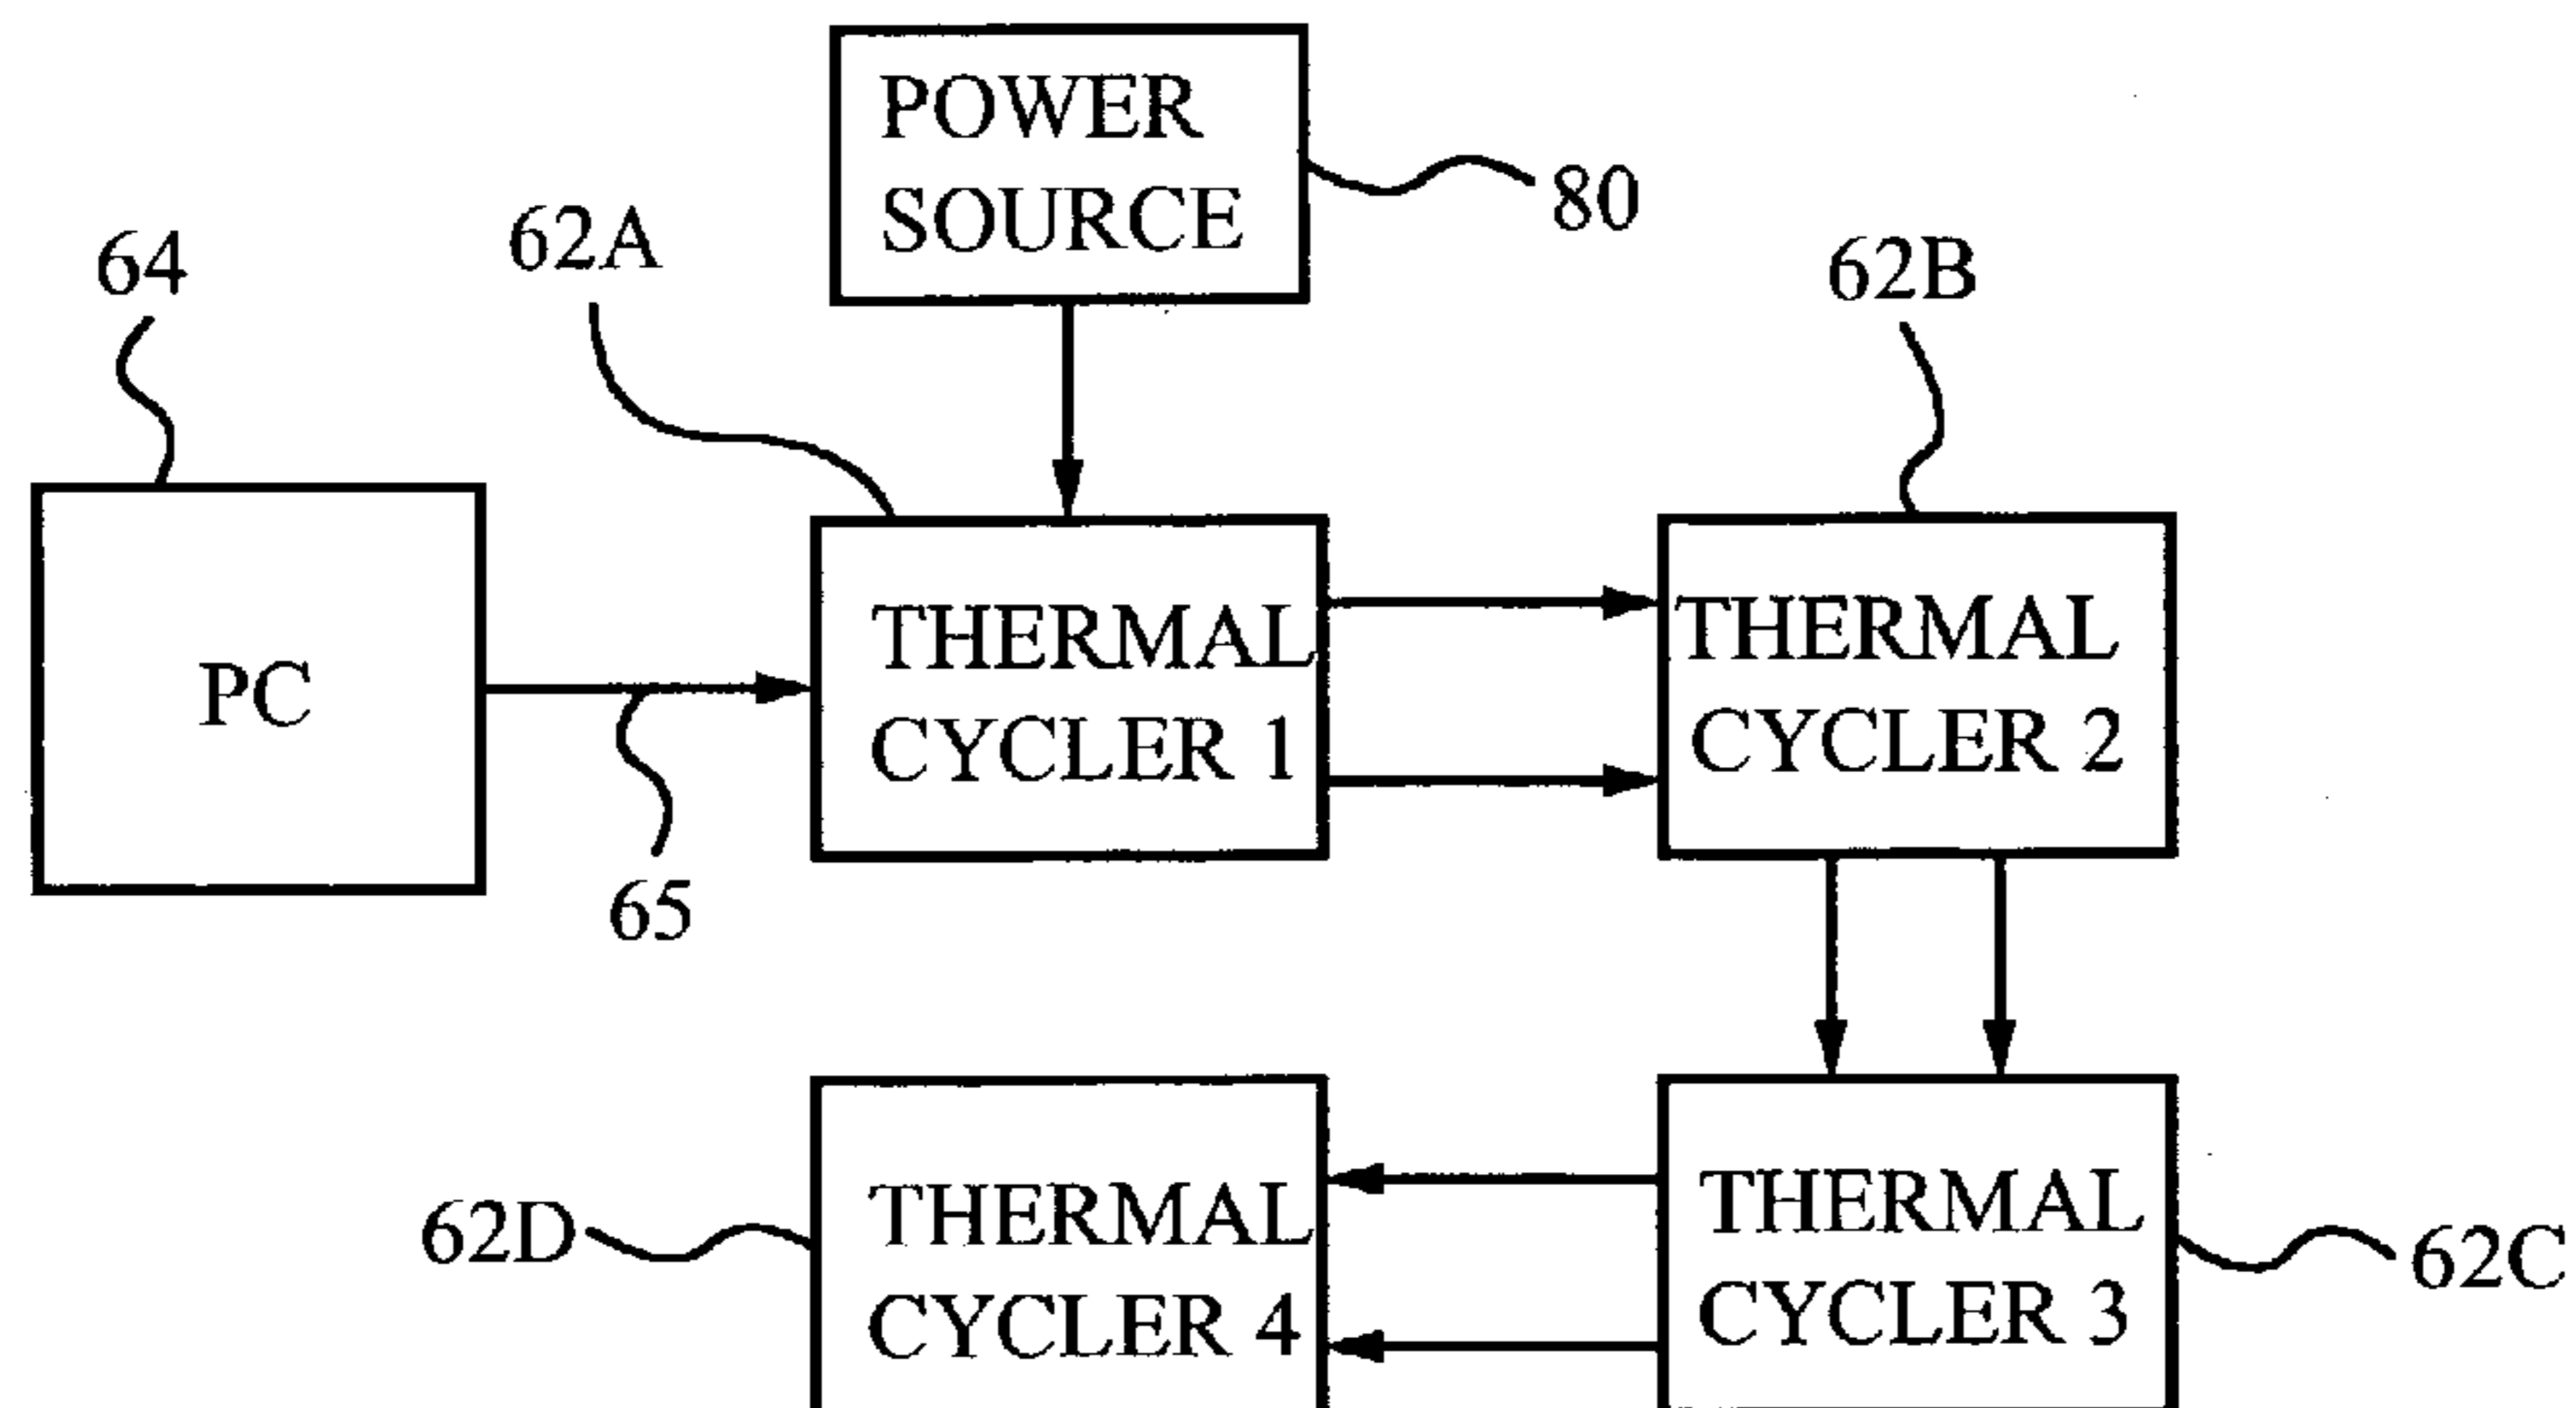 POWER
SOURCE
80
62A
64
62B
PC
65
THERMAL
CYCLER 1
THERMAL
CYCLER 2
62D
THERMAL
CYCLER 4
THERMAL
CYCLER 3
62C